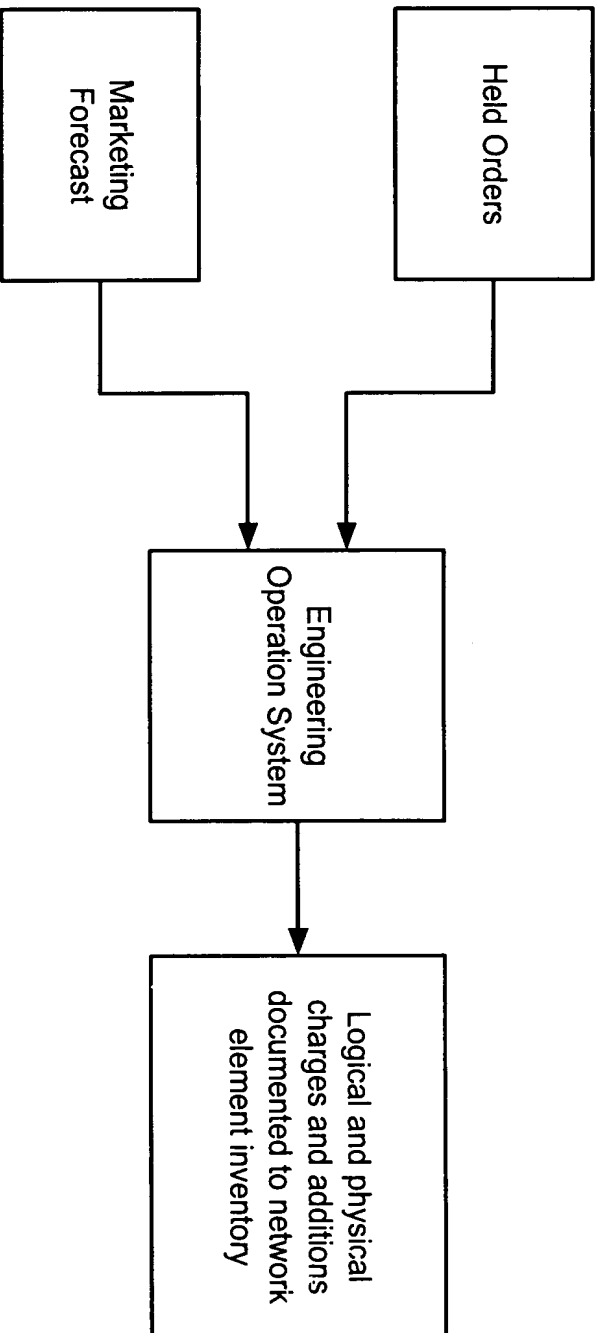 Held Orders
Marketing
Forecast
Engineering
Operation System
Logical and physical
charges and additions
documented to network
element inventory